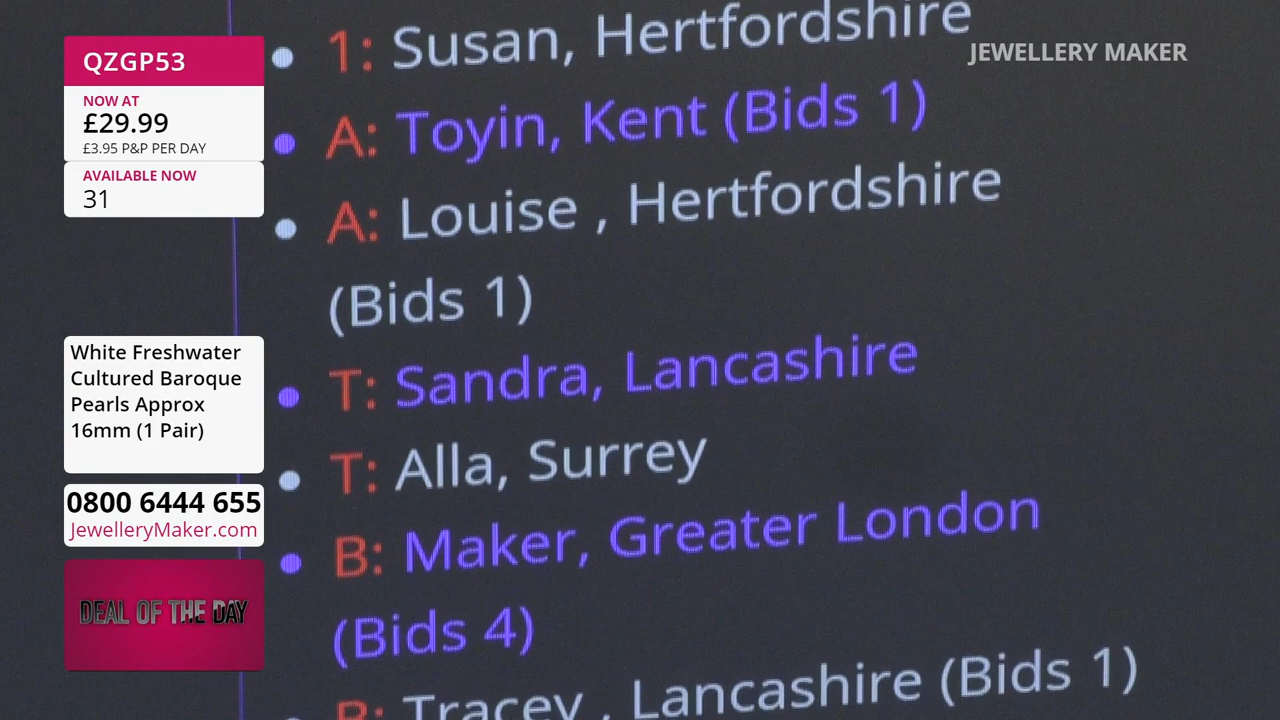 QZGP53
NOW AT
£29.99
£3.95 P&P PER DAY
AVAILABLE NOW
31
White Freshwater
Cultured Baroque
Pearls Approx
16mm (1 Pair)
0800 6444 655
JewelleryMaker.com
DEAL OF THE DAY
JEWELLERY MAKER
1: Susan, Hertfordshire
A: Toyin, Kent (Bids 1)
A: Louise , Hertfordshire
(Bids 1)
T: Sandra, Lancashire
T: Alla, Surrey
B: Maker, Greater London
(Bids 4)
B: Tracey , Lancashire (Bids 1)